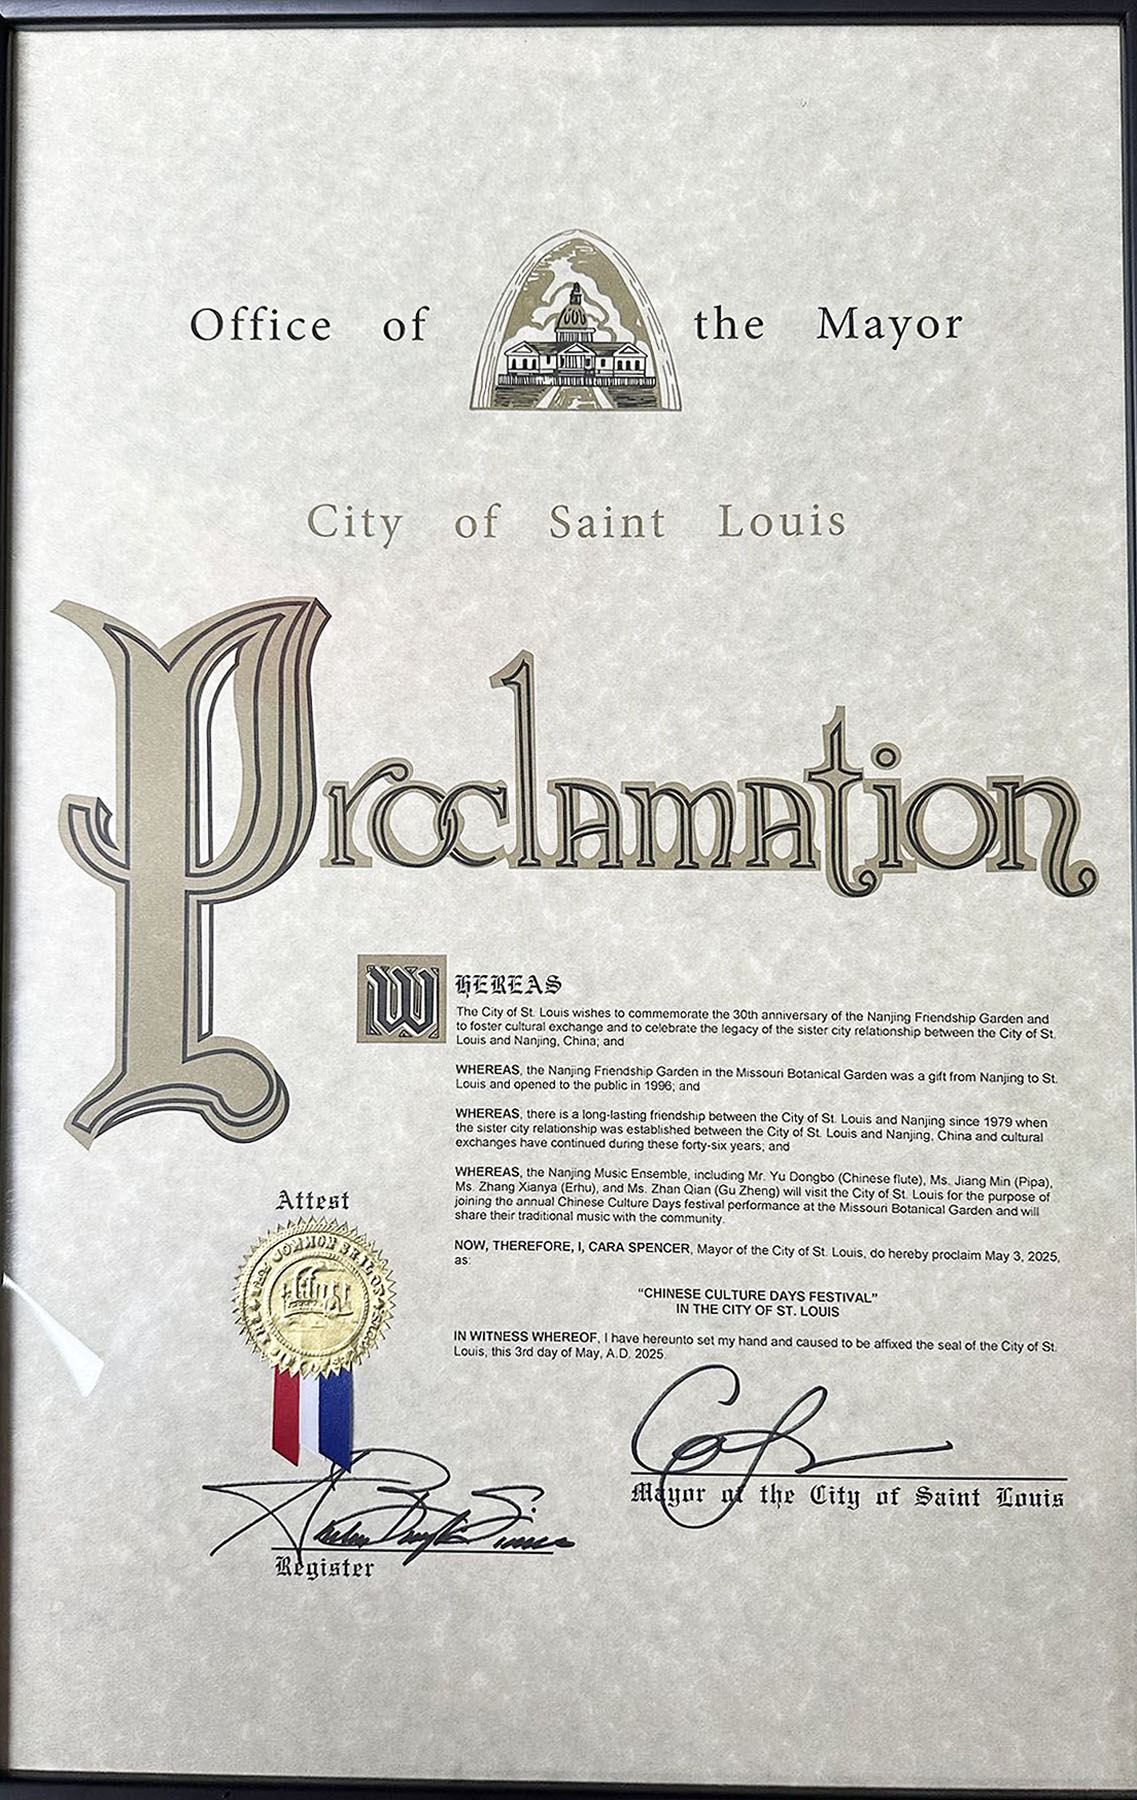 Office of the Mayor
City of Saint Louis
Proclamation
WHEREAS
The City of St. Louis wishes to commemorate the 30th anniversary of the Nanjing Friendship Garden and
to foster cultural exchange and to celebrate the legacy of the sister city relationship between the City of St.
Louis and Nanjing, China; and
WHEREAS, the Nanjing Friendship Garden in the Missouri Botanical Garden was a gift from Nanjing to St.
Louis and opened to the public in 1996; and
WHEREAS, there is a long-lasting friendship between the City of St. Louis and Nanjing since 1979 when
the sister city relationship was established between the City of St. Louis and Nanjing, China and cultural
exchanges have continued during these forty-six years; and
WHEREAS, the Nanjing Music Ensemble, including Mr. Yu Dongbo (Chinese flute), Ms. Jiang Min (Pipa),
Ms. Zhang Xianya (Erhu), and Ms. Zhan Qian (Gu Zheng) will visit the City of St. Louis for the purpose of
joining the annual Chinese Culture Days festival performance at the Missouri Botanical Garden and will
share their traditional music with the community.
NOW, THEREFORE, I, CARA SPENCER, Mayor of the City of St. Louis, do hereby proclaim May 3, 2025,
as:
“CHINESE CULTURE DAYS FESTIVAL”
IN THE CITY OF ST. LOUIS
IN WITNESS WHEREOF, I have hereunto set my hand and caused to be affixed the seal of the City of St.
Louis, this 3rd day of May, A.D. 2025.
Attest
COMMON SEAL OF
Mayor of the City of Saint Louis
Register